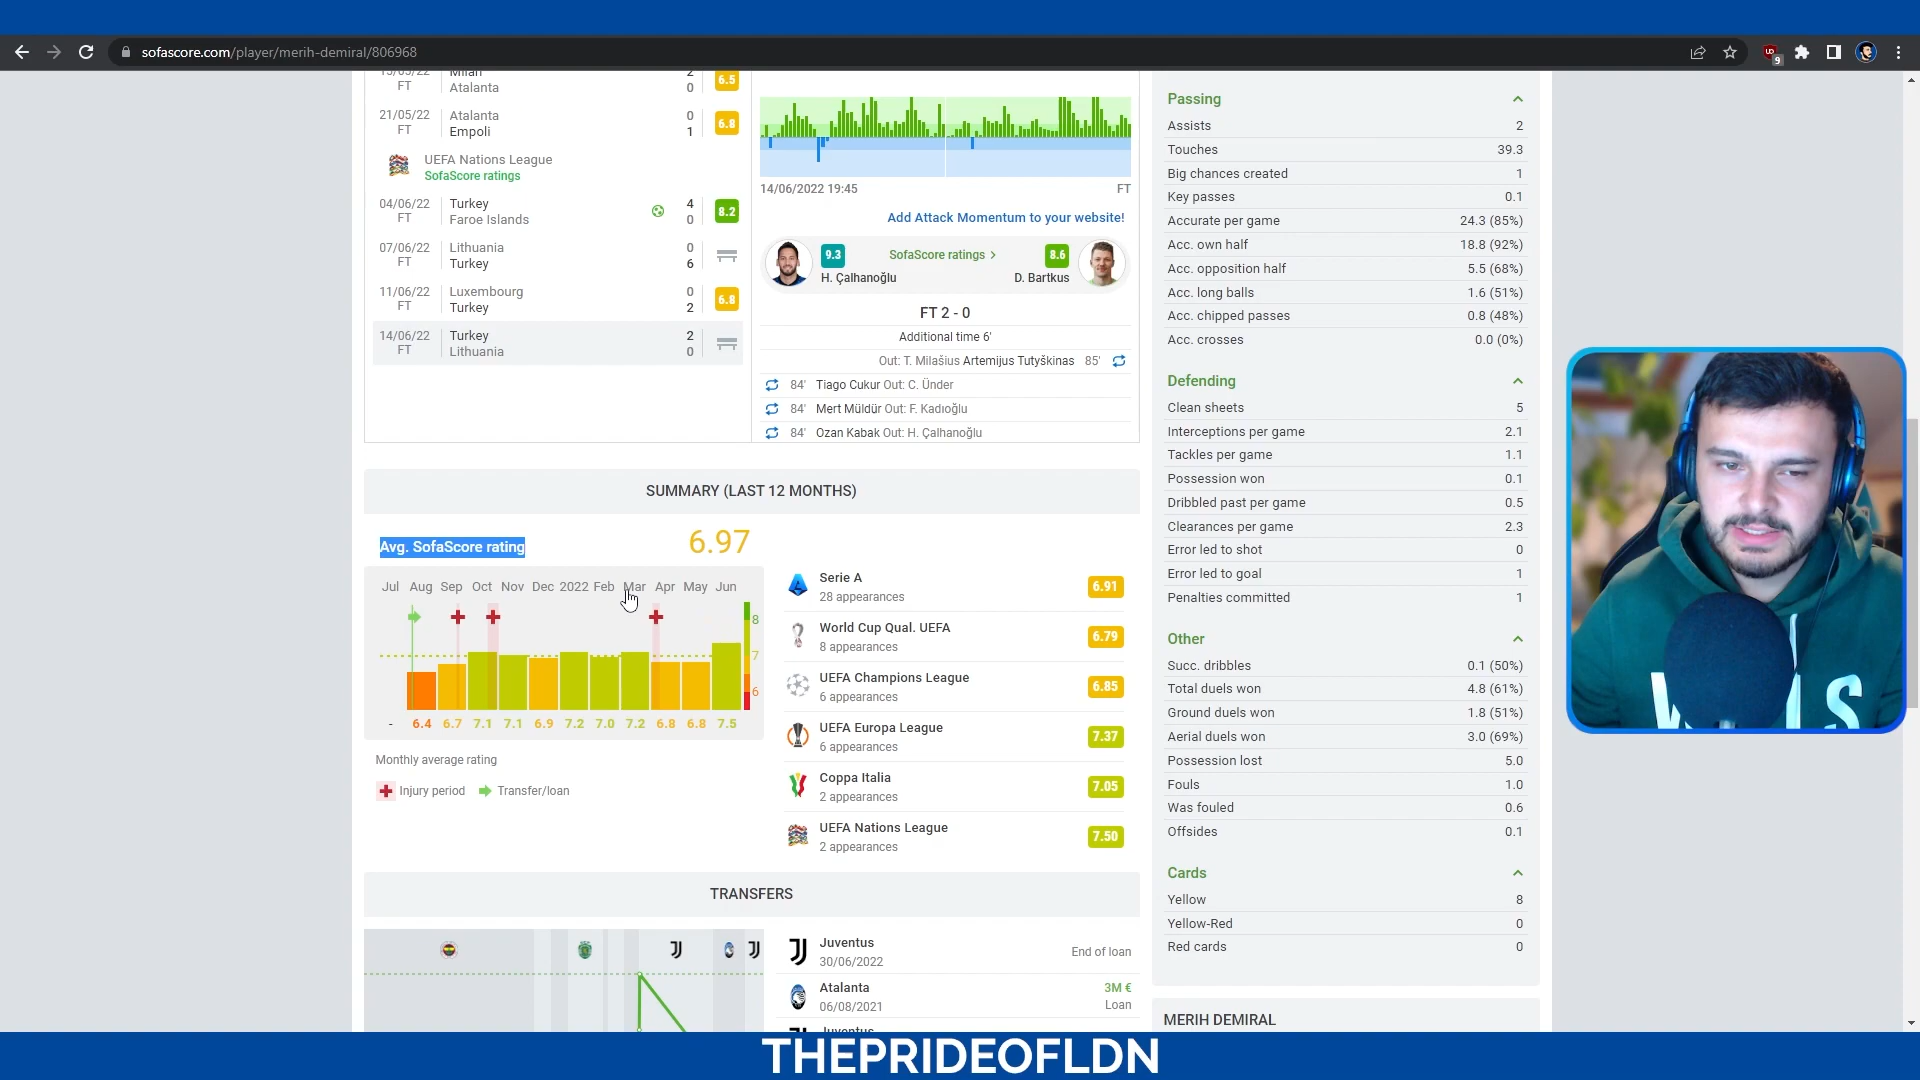 sofascore.com/player/merih-demiral/806968
9
13/05/22
FT
Milan
Atalanta
2
0
6.5
21/05/22
FT
Atalanta
Empoli
0
1
6.8
UEFA Nations League
SofaScore ratings
04/06/22
FT
Turkey
Faroe Islands
4
0
8.2
07/06/22
FT
Lithuania
Turkey
0
6
11/06/22
FT
Luxembourg
Turkey
0
2
6.8
14/06/22
FT
Turkey
Lithuania
2
0
14/06/2022 19:45 FT
Add Attack Momentum to your website!
9.3 SofaScore ratings > 8.6
H. Çalhanoğlu D. Bartkus
FT 2 - 0
Additional time 6'
Out: T. Milašius Artemijus Tutyškinas 85'
84' Tiago Cukur Out: C. Ünder
84' Mert Müldür Out: F. Kadıoğlu
84' Ozan Kabak Out: H. Çalhanoğlu
SUMMARY (LAST 12 MONTHS)
Avg. SofaScore rating 6.97
Jul Aug Sep Oct Nov Dec 2022 Feb Mar Apr May Jun
8
7
6
- 6.4 6.7 7.1 7.1 6.9 7.2 7.0 7.2 6.8 6.8 7.5
Monthly average rating
Injury period Transfer/loan
Serie A
28 appearances
6.91
World Cup Qual. UEFA
8 appearances
6.79
UEFA Champions League
6 appearances
6.85
UEFA Europa League
6 appearances
7.37
Coppa Italia
2 appearances
7.05
UEFA Nations League
2 appearances
7.50
TRANSFERS
Juventus
30/06/2022
End of loan
Atalanta
06/08/2021
3M €
Loan
Juventus
Passing
Assists 2
Touches 39.3
Big chances created 1
Key passes 0.1
Accurate per game 24.3 (85%)
Acc. own half 18.8 (92%)
Acc. opposition half 5.5 (68%)
Acc. long balls 1.6 (51%)
Acc. chipped passes 0.8 (48%)
Acc. crosses 0.0 (0%)
Defending
Clean sheets 5
Interceptions per game 2.1
Tackles per game 1.1
Possession won 0.1
Dribbled past per game 0.5
Clearances per game 2.3
Error led to shot 0
Error led to goal 1
Penalties committed 1
Other
Succ. dribbles 0.1 (50%)
Total duels won 4.8 (61%)
Ground duels won 1.8 (51%)
Aerial duels won 3.0 (69%)
Possession lost 5.0
Fouls 1.0
Was fouled 0.6
Offsides 0.1
Cards
Yellow 8
Yellow-Red 0
Red cards 0
MERIH DEMIRAL
THEPRIDEOFLDN